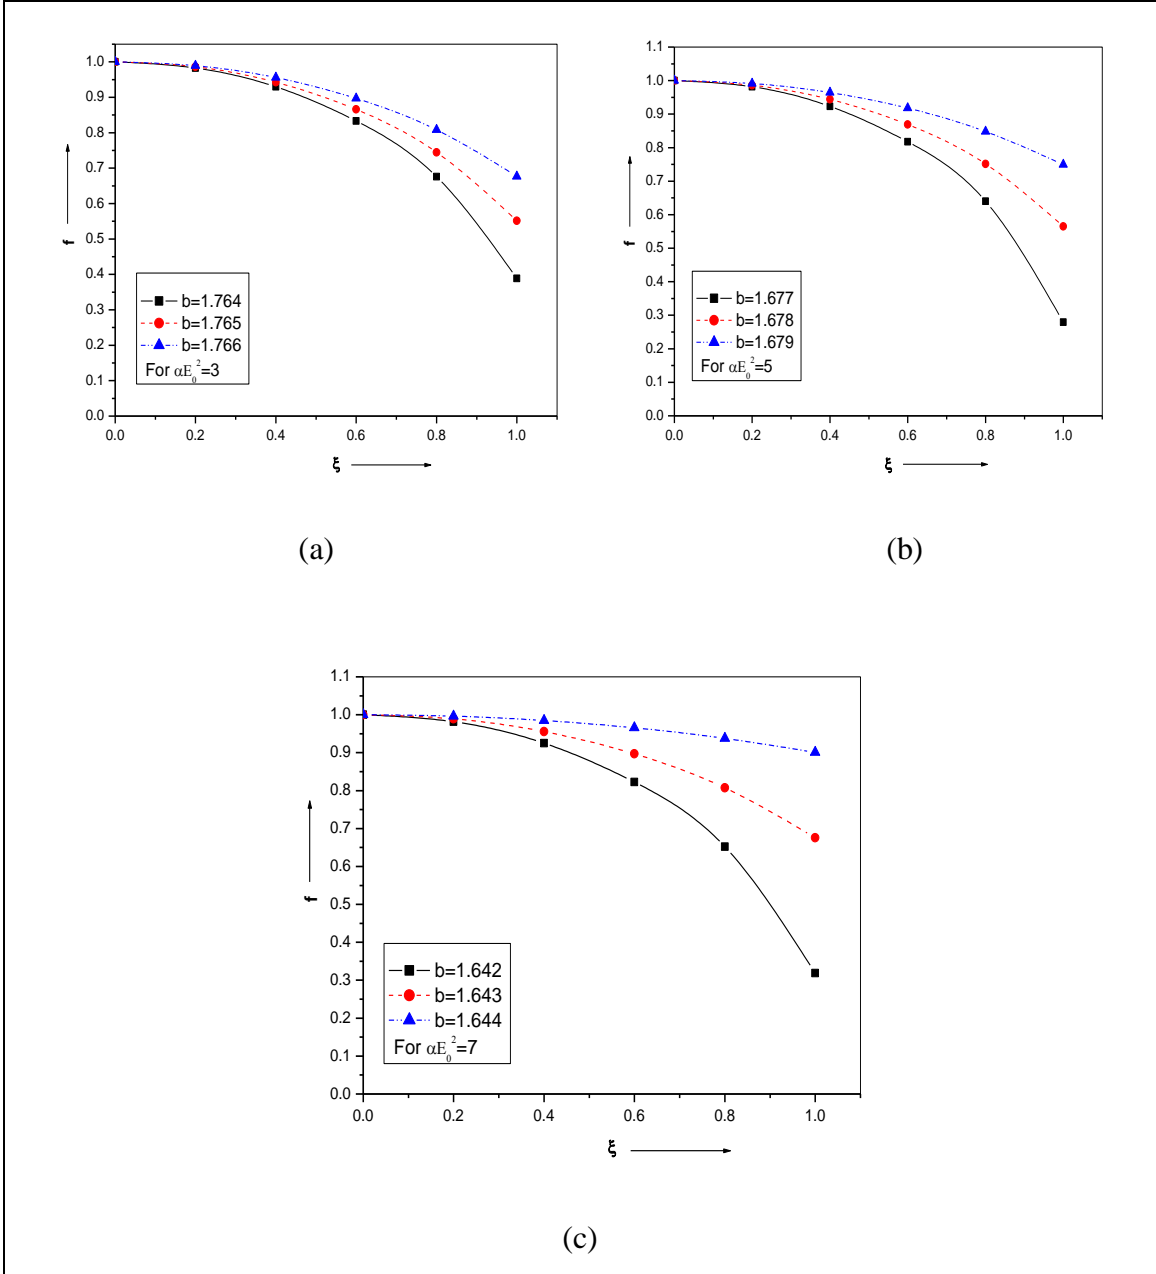 1.0
0.9
0.8
0.7
0.6
0.5
0.4
0.3
0.2
0.1
0.0
f
b=1.764
b=1.765
b=1.766
For αE₀²=3
0.0 0.2 0.4 0.6 0.8 1.0
ξ
(a)
1.1
1.0
0.9
0.8
0.7
0.6
0.5
0.4
0.3
0.2
0.1
0.0
f
b=1.677
b=1.678
b=1.679
For αE₀²=5
0.0 0.2 0.4 0.6 0.8 1.0
ξ
(b)
1.1
1.0
0.9
0.8
0.7
0.6
0.5
0.4
0.3
0.2
0.1
0.0
f
b=1.642
b=1.643
b=1.644
For αE₀²=7
0.0 0.2 0.4 0.6 0.8 1.0
ξ
(c)